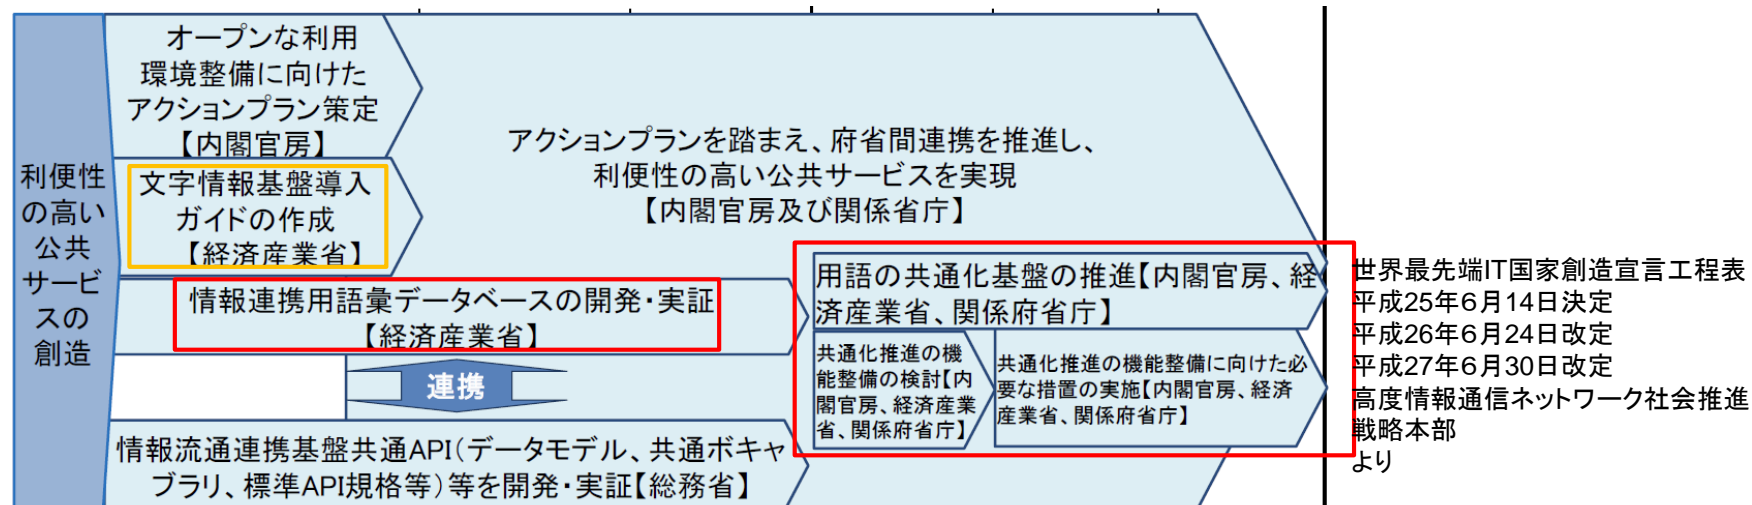 利便性
の高い
公共
サービ
スの
創造
オープンな利用
環境整備に向けた
アクションプラン策定
【内閣官房】
文字情報基盤導入
ガイドの作成
【経済産業省】
アクションプランを踏まえ、府省間連携を推進し、
利便性の高い公共サービスを実現
【内閣官房及び関係省庁】
情報連携用語彙データベースの開発・実証
【経済産業省】
用語の共通化基盤の推進【内閣官房、経
済産業省、関係府省庁】
共通化推進の機
能整備の検討【内
閣官房、経済産業
省、関係府省庁】
共通化推進の機能整備に向けた必
要な措置の実施【内閣官房、経済
産業省、関係府省庁】
連携
情報流通連携基盤共通API(データモデル、共通ボキャ
ブラリ、標準API規格等)等を開発・実証【総務省】
世界最先端IT国家創造宣言工程表
平成25年6月14日決定
平成26年6月24日改定
平成27年6月30日改定
高度情報通信ネットワーク社会推進
戦略本部
より